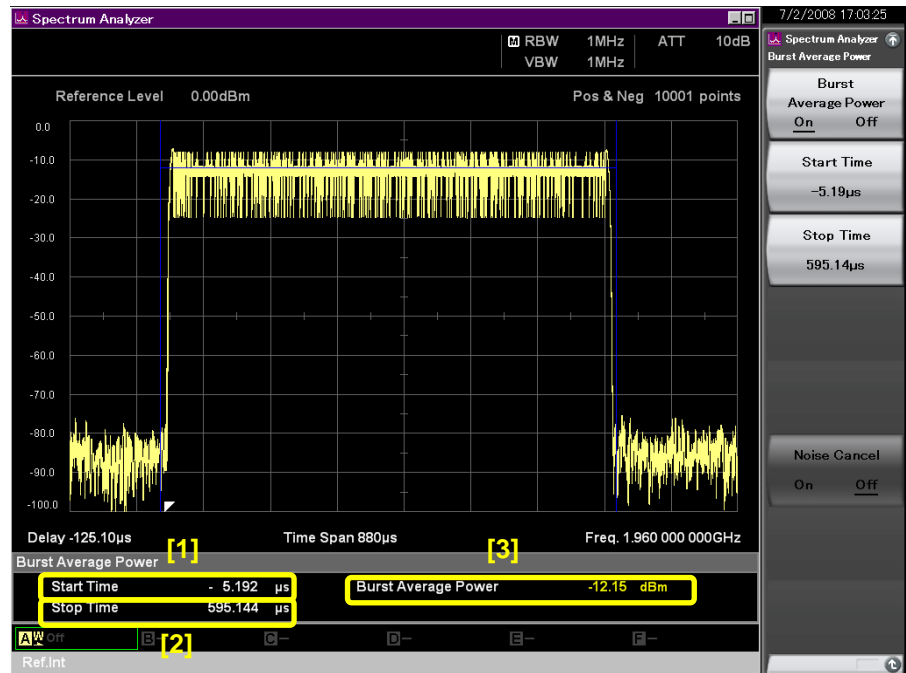 Spectrum Analyzer
7/2/2008 17:03:25
M RBW 1MHz ATT 10dB
VBW 1MHz
Spectrum Analyzer
Burst Average Power
Reference Level 0.00dBm Pos & Neg 10001 points
Burst
Average Power
On Off
Start Time
-5.19µs
Stop Time
595.14µs
Noise Cancel
On Off
0.0
-10.0
-20.0
-30.0
-40.0
-50.0
-60.0
-70.0
-80.0
-90.0
-100.0
Delay -125.10µs Time Span 880µs Freq. 1.960 000 000GHz
[1]
[3]
Burst Average Power
Start Time - 5.192 µs Burst Average Power -12.15 dBm
Stop Time 595.144 µs
[2]
A W Off B- C- D- E- F-
Ref.Int